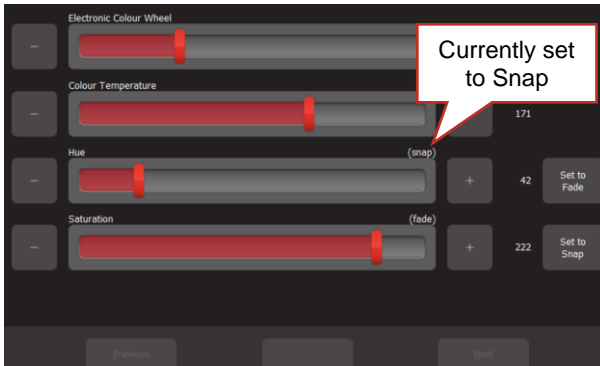 Electronic Colour Wheel
−
Currently set
to Snap
Colour Temperature
−
171
Hue
(snap)
−
+
42
Set to
Fade
Saturation
(fade)
−
+
222
Set to
Snap
Previous
Next